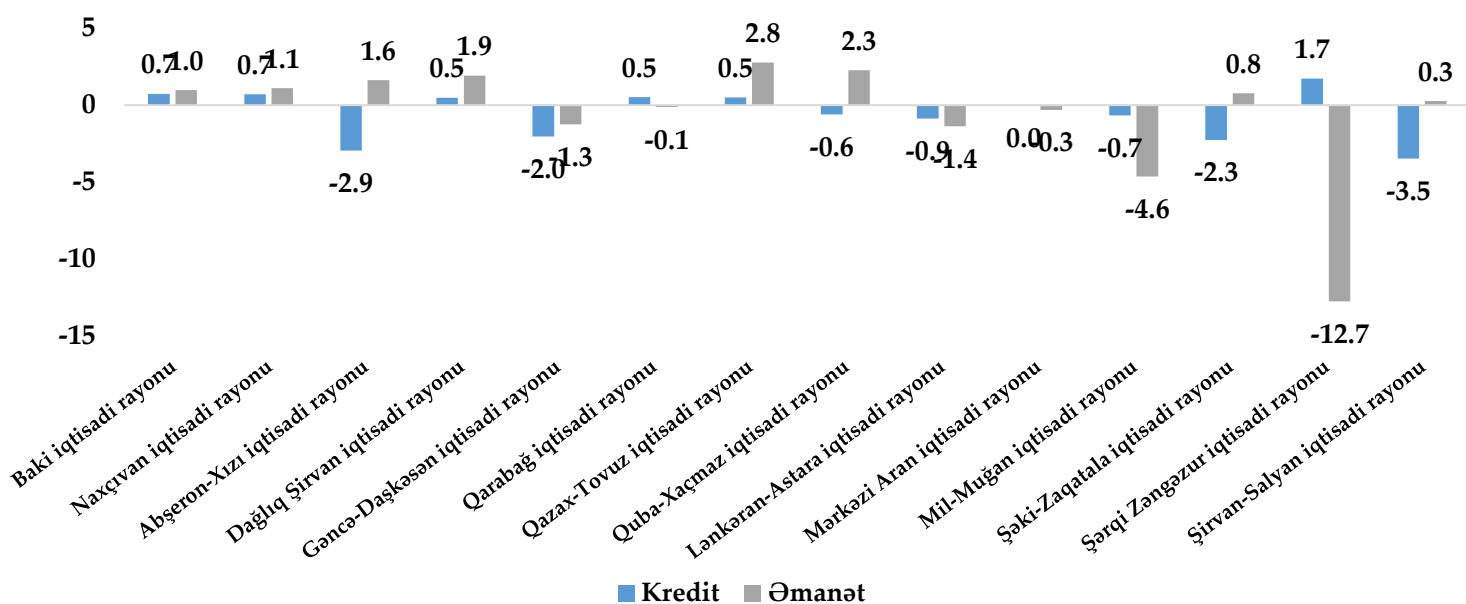 5
0
-5
-10
-15
0.7 1.0
0.7 1.1
-2.9 1.6
0.5 1.9
-2.0 -1.3
0.5 -0.1
0.5 2.8
-0.6 2.3
-0.9 -1.4
0.0 -0.3
-0.7 -4.6
-2.3 0.8
1.7 -12.7
-3.5 0.3
Baki iqtisadi rayonu
Naxçıvan iqtisadi rayonu
Abşeron-Xızı iqtisadi rayonu
Dağlıq Şirvan iqtisadi rayonu
Gəncə-Daşkəsən iqtisadi rayonu
Qarabağ iqtisadi rayonu
Qazax-Tovuz iqtisadi rayonu
Quba-Xaçmaz iqtisadi rayonu
Lənkəran-Astara iqtisadi rayonu
Mərkəzi Aran iqtisadi rayonu
Mil-Muğan iqtisadi rayonu
Şəki-Zaqatala iqtisadi rayonu
Şərqi Zəngəzur iqtisadi rayonu
Şirvan-Salyan iqtisadi rayonu
Kredit Əmanət